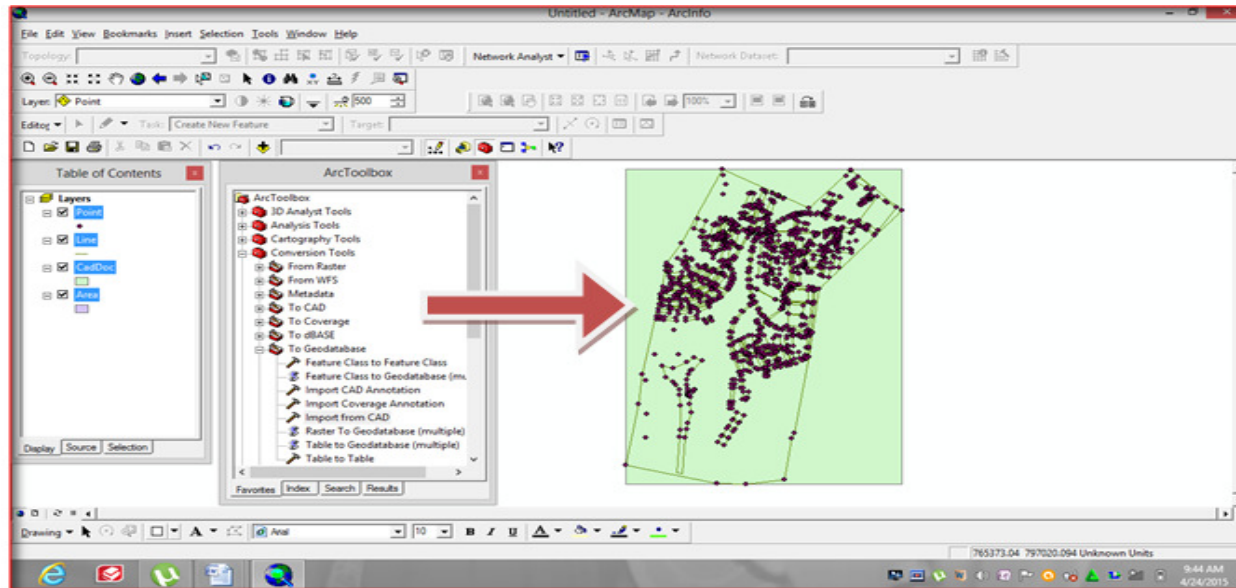 Untitled - ArcMap - ArcInfo
File Edit View Bookmarks Insert Selection Tools Window Help
Topology:
Network Analyst
Network Dataset:
Layer: Point
500
100%
Editor
Task: Create New Feature
Target:
Table of Contents
Layers
Point
Line
CadDoc
Area
Display Source Selection
ArcToolbox
ArcToolbox
3D Analyst Tools
Analysis Tools
Cartography Tools
Conversion Tools
From Raster
From WFS
Metadata
To CAD
To Coverage
To dBASE
To Geodatabase
Feature Class to Feature Class
Feature Class to Geodatabase (mu
Import CAD Annotation
Import Coverage Annotation
Import from CAD
Raster To Geodatabase (multiple)
Table to Geodatabase (multiple)
Table to Table
Favorites Index Search Results
Drawing
A
Arial
10
B I U A
765373.04 797020.094 Unknown Units
9:44 AM
4/24/2015